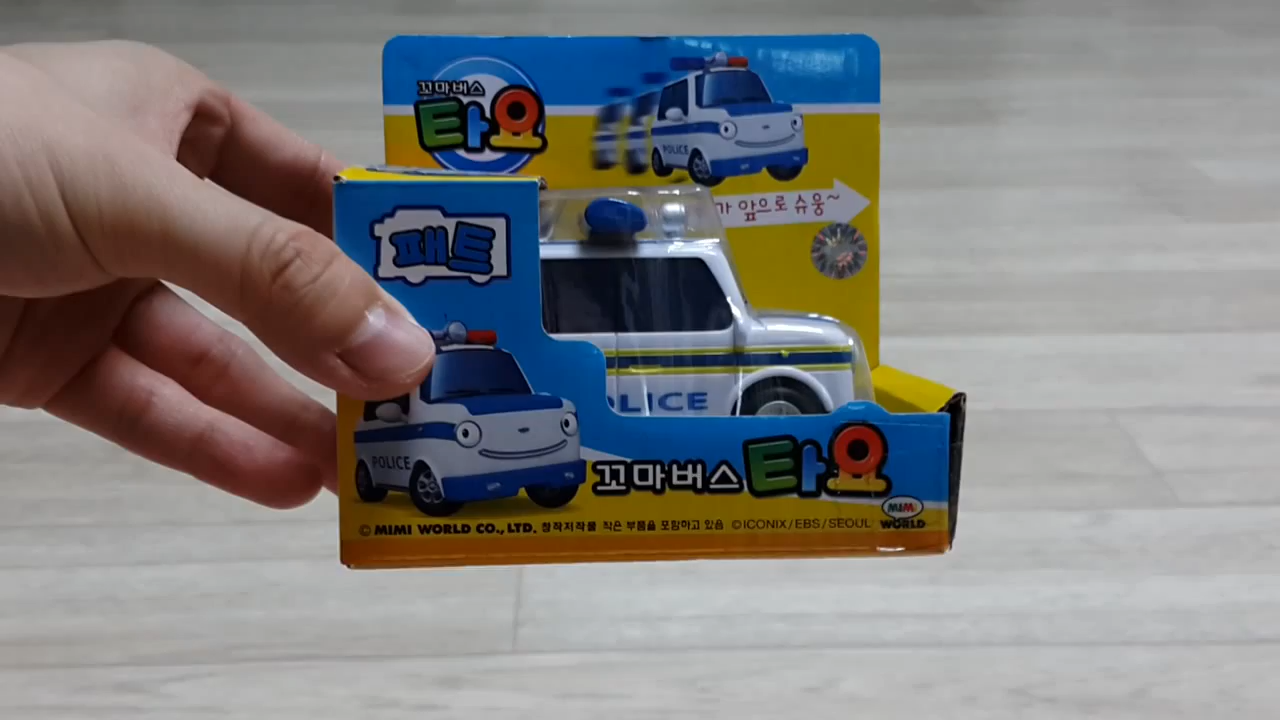 꼬마버스
타요
POLICE
가 앞으로 슈웅~
패트
LICE
POLICE
꼬마버스 타요
MIMI
WORLD
© MIMI WORLD CO., LTD. 창작저작물 작은 부품을 포함하고 있음 ©ICONIX/EBS/SEOUL